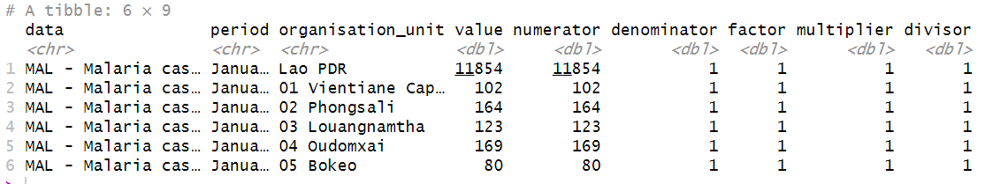 # A tibble: 6 × 9
data period organisation_unit value numerator denominator factor multiplier divisor
<chr> <chr> <chr> <dbl> <dbl> <dbl> <dbl> <dbl> <dbl>
1 MAL - Malaria cas… Janua… Lao PDR 11854 11854 1 1 1 1
2 MAL - Malaria cas… Janua… 01 Vientiane Cap… 102 102 1 1 1 1
3 MAL - Malaria cas… Janua… 02 Phongsali 164 164 1 1 1 1
4 MAL - Malaria cas… Janua… 03 Louangnamtha 123 123 1 1 1 1
5 MAL - Malaria cas… Janua… 04 Oudomxai 169 169 1 1 1 1
6 MAL - Malaria cas… Janua… 05 Bokeo 80 80 1 1 1 1